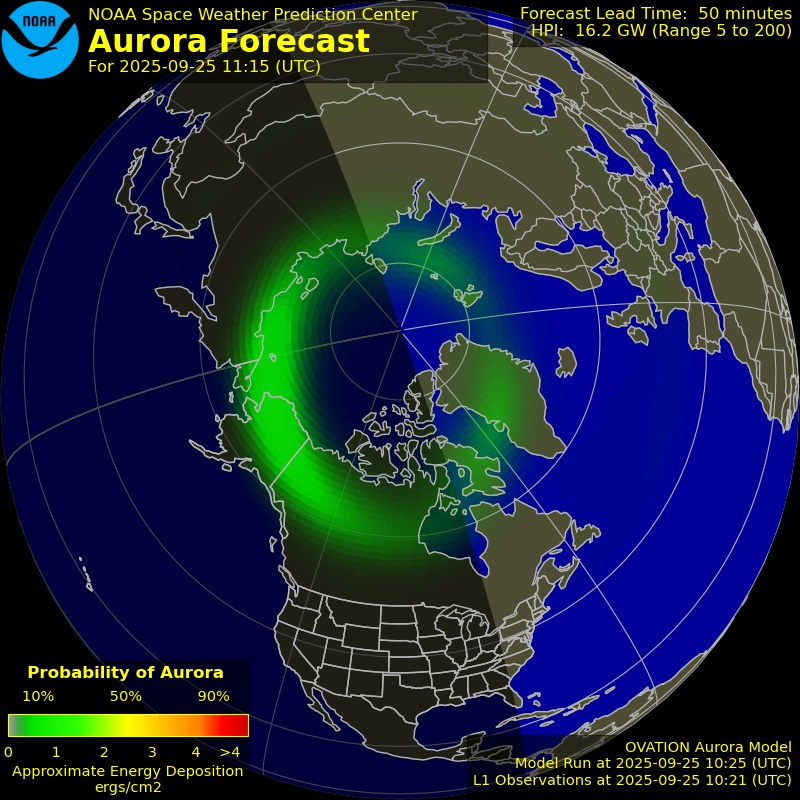 NOAA
NOAA Space Weather Prediction Center
Aurora Forecast
For 2025-09-25 11:15 (UTC)
Forecast Lead Time: 50 minutes
HPI: 16.2 GW (Range 5 to 200)
Probability of Aurora
10% 50% 90%
0 1 2 3 4 >4
Approximate Energy Deposition
ergs/cm2
OVATION Aurora Model
Model Run at 2025-09-25 10:25 (UTC)
L1 Observations at 2025-09-25 10:21 (UTC)